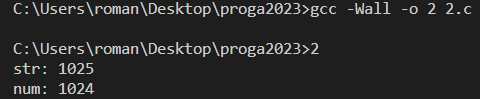 C:\Users\roman\Desktop\proga2023>gcc -Wall -o 2 2.c
C:\Users\roman\Desktop\proga2023>2
str: 1025
num: 1024